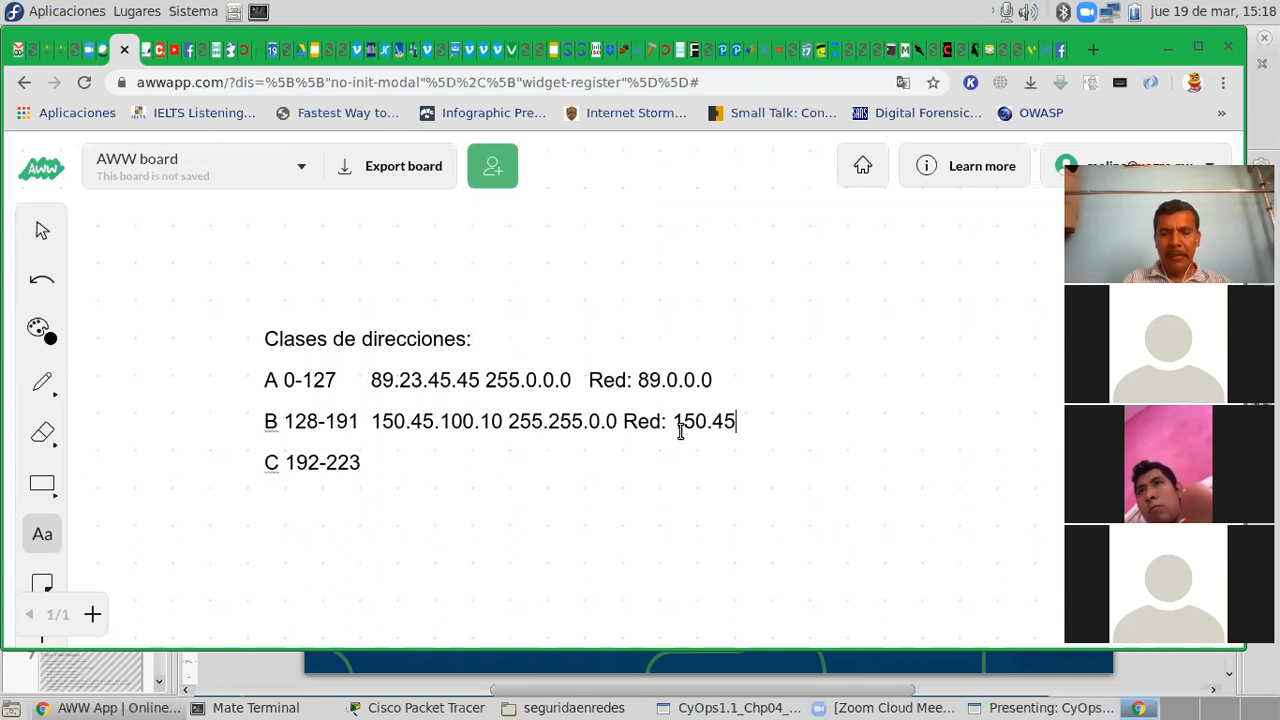 Aplicaciones Lugares Sistema jue 19 de mar, 15:18
awwapp.com/?dis=%5B%5B"no-init-modal"%5D%2C%5B"widget-register"%5D%5D#
Aplicaciones IELTS Listening... Fastest Way to... Infographic Pre... Internet Storm... Small Talk: Con... Digital Forensic... OWASP »
AWW AWW board
This board is not saved
Export board
Learn more
Clases de direcciones:
A 0-127 89.23.45.45 255.0.0.0 Red: 89.0.0.0
B 128-191 150.45.100.10 255.255.0.0 Red: 150.45
C 192-223
Aa
1/1
AWW App | Online... Mate Terminal Cisco Packet Tracer seguridaenredes CyOps1.1_Chp04_... [Zoom Cloud Mee... Presenting: CyOps...